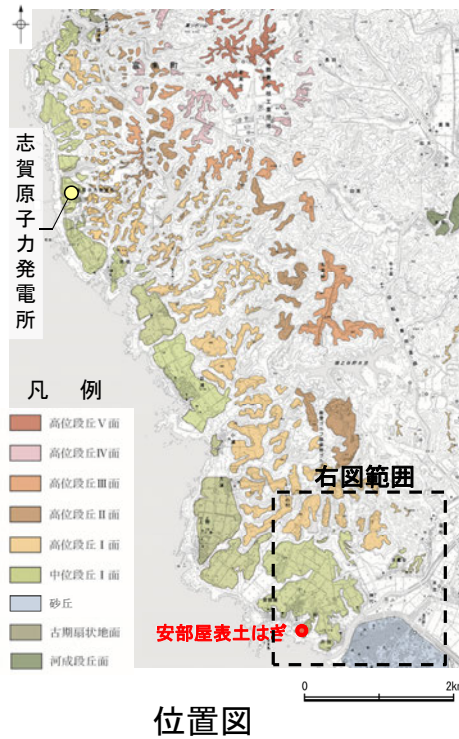 志賀原子力発電所
凡 例
高位段丘Ⅴ面
高位段丘Ⅳ面
高位段丘Ⅲ面
高位段丘Ⅱ面
高位段丘Ⅰ面
中位段丘Ⅰ面
砂丘
古期扇状地面
河成段丘面
右図範囲
安部屋表土はぎ
0 2km
位置図